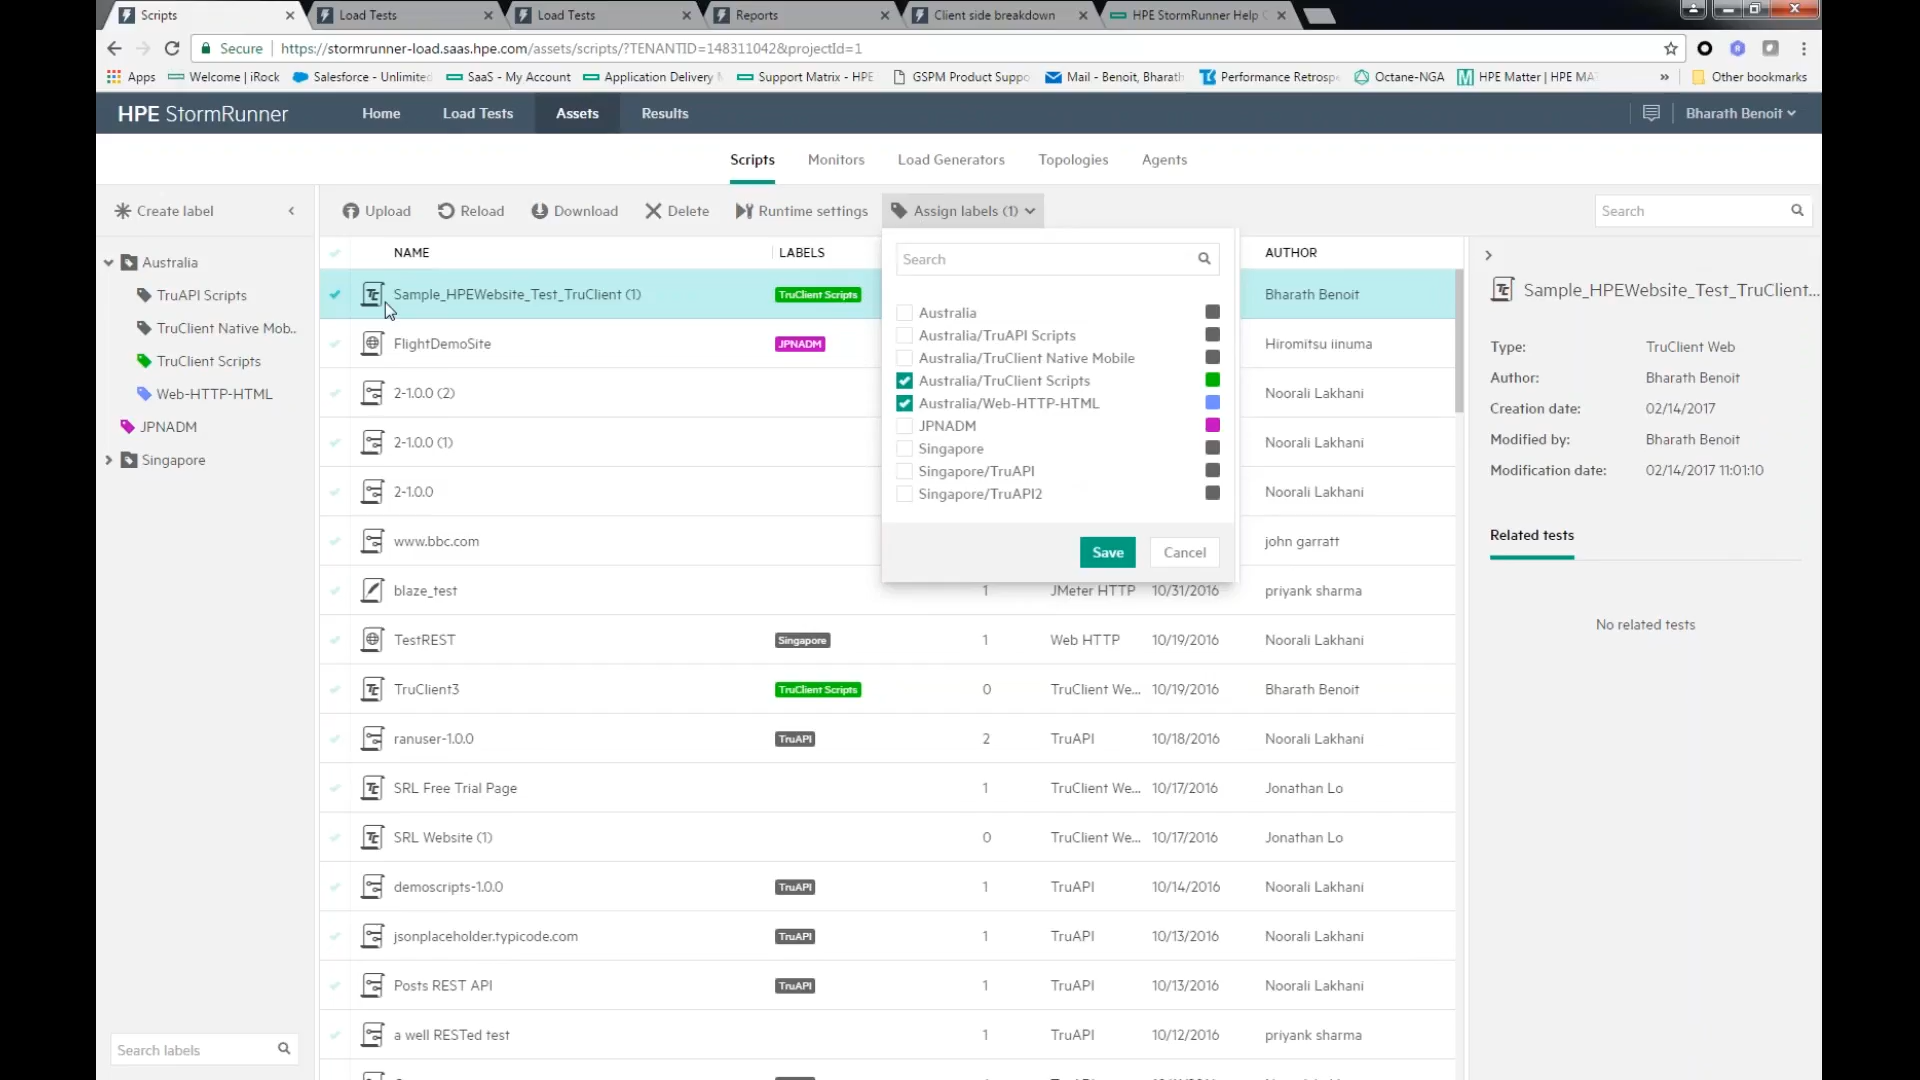 Scripts
Load Tests
Load Tests
Reports
Client side breakdown
HPE StormRunner Help
Secure
https://stormrunner-load.saas.hpe.com/assets/scripts/?TENANTID=148311042&projectId=1
Apps
Welcome | iRock
Salesforce - Unlimited
SaaS - My Account
Application Delivery
Support Matrix - HPE
GSPM Product Suppo
Mail - Benoit, Bharath
Performance Retrosp
Octane-NGA
HPE Matter | HPE MA
»
Other bookmarks
HPE StormRunner
Home
Load Tests
Assets
Results
Bharath Benoit
Scripts
Monitors
Load Generators
Topologies
Agents
Create label
Upload
Reload
Download
Delete
Runtime settings
Assign labels (1)
Search
Australia
TruAPI Scripts
TruClient Native Mob..
TruClient Scripts
Web-HTTP-HTML
JPNADM
Singapore
Search labels
NAME LABELS AUTHOR
Sample_HPEWebsite_Test_TruClient (1) TruClient Scripts Bharath Benoit
FlightDemoSite JPNADM Hiromitsu iinuma
2-1.0.0 (2) Noorali Lakhani
2-1.0.0 (1) Noorali Lakhani
2-1.0.0 Noorali Lakhani
www.bbc.com john garratt
blaze_test 1 JMeter HTTP 10/31/2016 priyank sharma
TestREST Singapore 1 Web HTTP 10/19/2016 Noorali Lakhani
TruClient3 TruClient Scripts 0 TruClient We... 10/19/2016 Bharath Benoit
ranuser-1.0.0 TruAPI 2 TruAPI 10/18/2016 Noorali Lakhani
SRL Free Trial Page 1 TruClient We... 10/17/2016 Jonathan Lo
SRL Website (1) 0 TruClient We... 10/17/2016 Jonathan Lo
demoscripts-1.0.0 TruAPI 1 TruAPI 10/14/2016 Noorali Lakhani
jsonplaceholder.typicode.com TruAPI 1 TruAPI 10/13/2016 Noorali Lakhani
Posts REST API TruAPI 1 TruAPI 10/13/2016 Noorali Lakhani
a well RESTed test 1 TruAPI 10/12/2016 priyank sharma
Search
Australia
Australia/TruAPI Scripts
Australia/TruClient Native Mobile
Australia/TruClient Scripts
Australia/Web-HTTP-HTML
JPNADM
Singapore
Singapore/TruAPI
Singapore/TruAPI2
Save
Cancel
Sample_HPEWebsite_Test_TruClient...
Type: TruClient Web
Author: Bharath Benoit
Creation date: 02/14/2017
Modified by: Bharath Benoit
Modification date: 02/14/2017 11:01:10
Related tests
No related tests